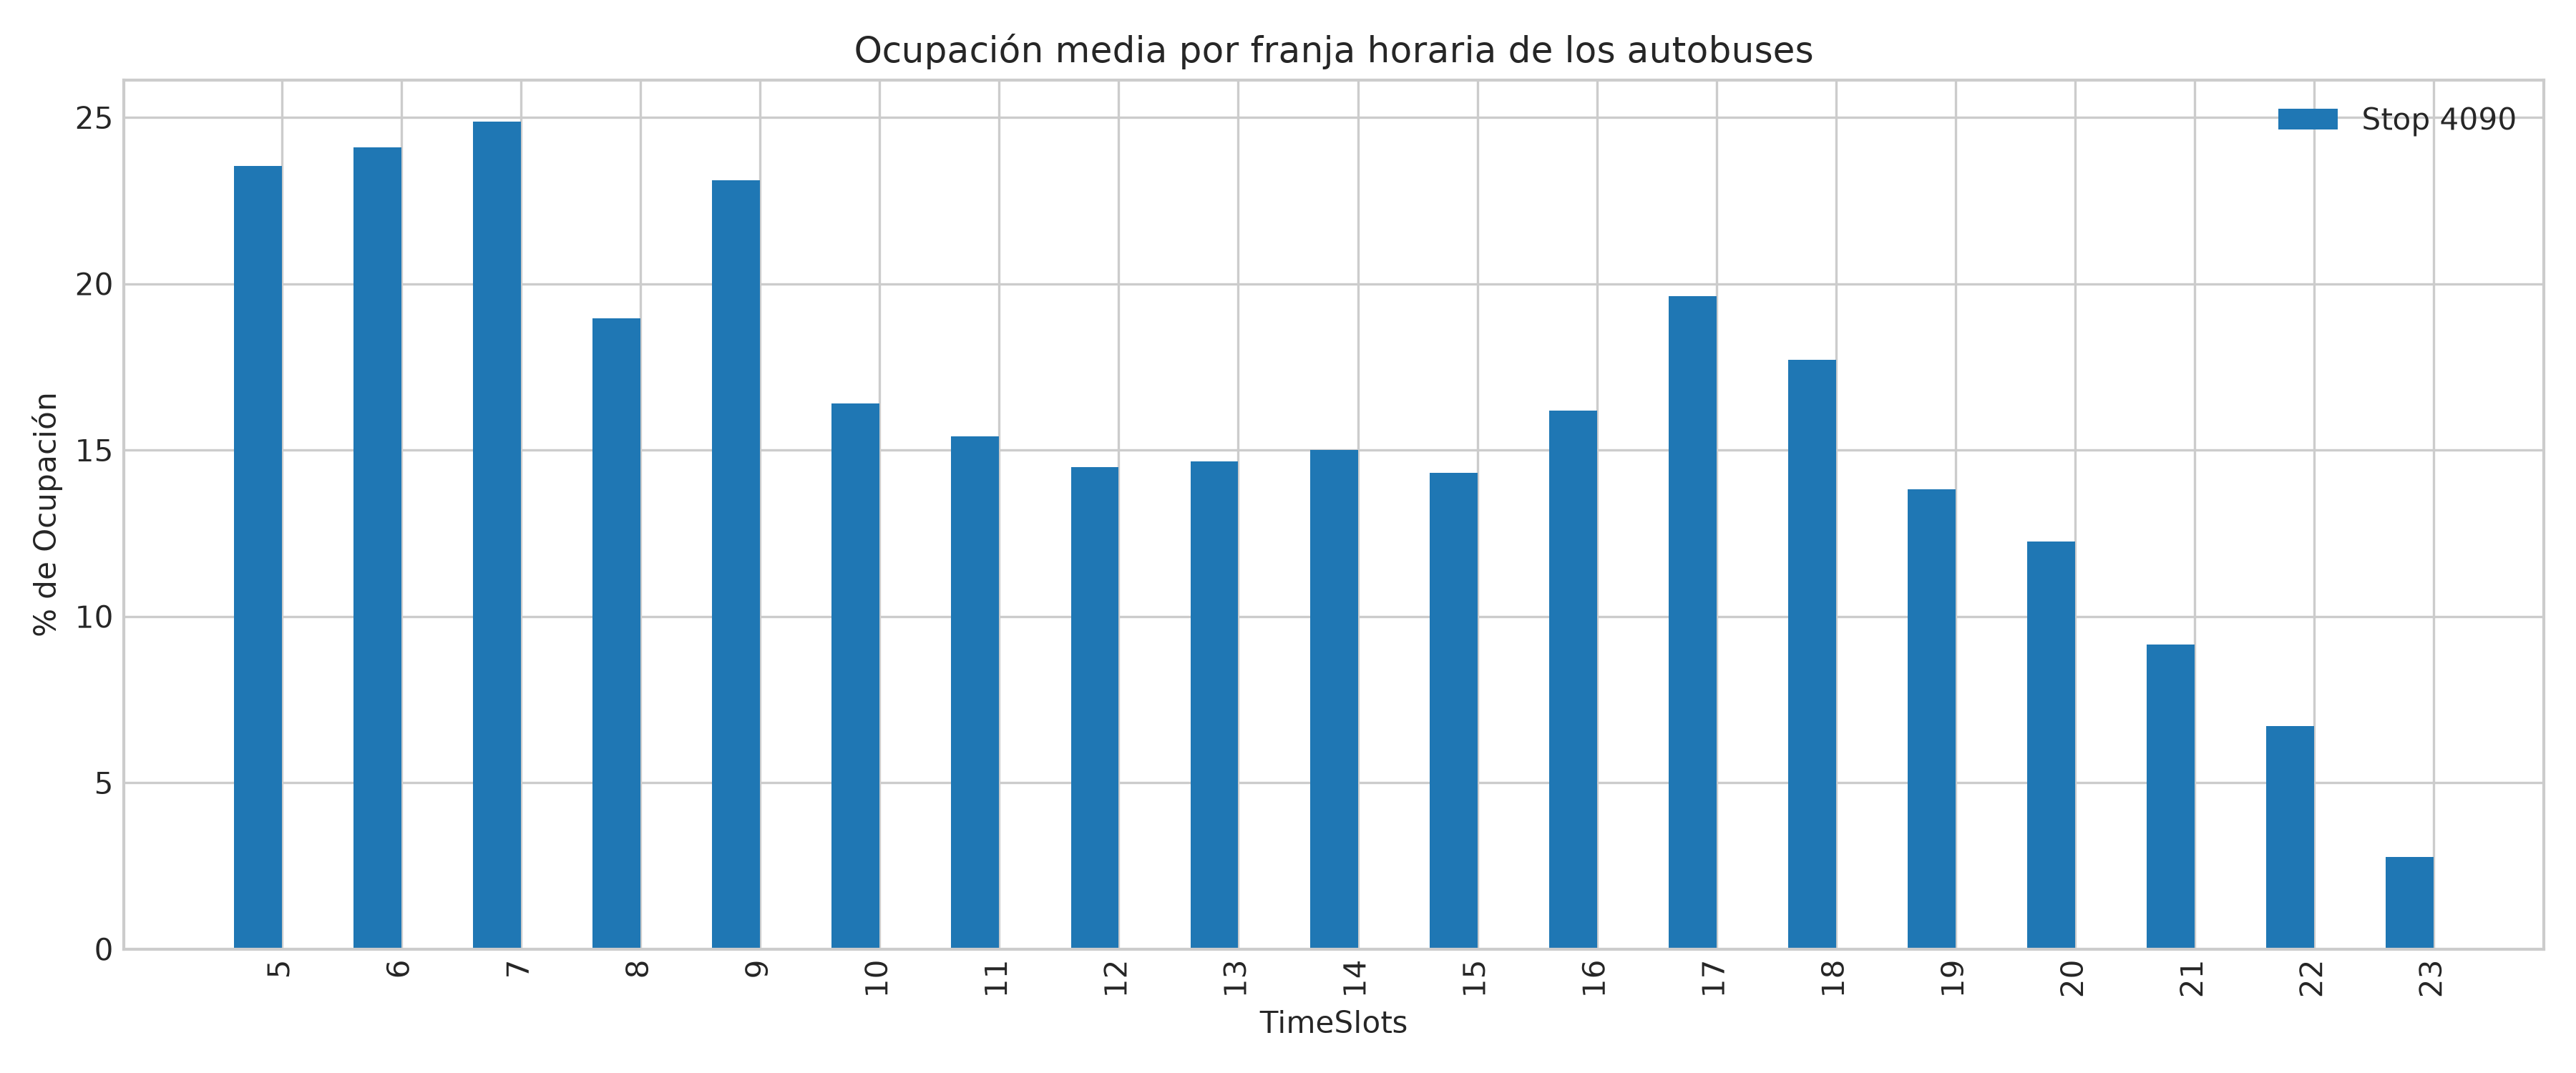 Ocupación media por franja horaria de los autobuses
Stop 4090
% de Ocupación
25
20
15
10
5
0
5 6 7 8 9 10 11 12 13 14 15 16 17 18 19 20 21 22 23
TimeSlots